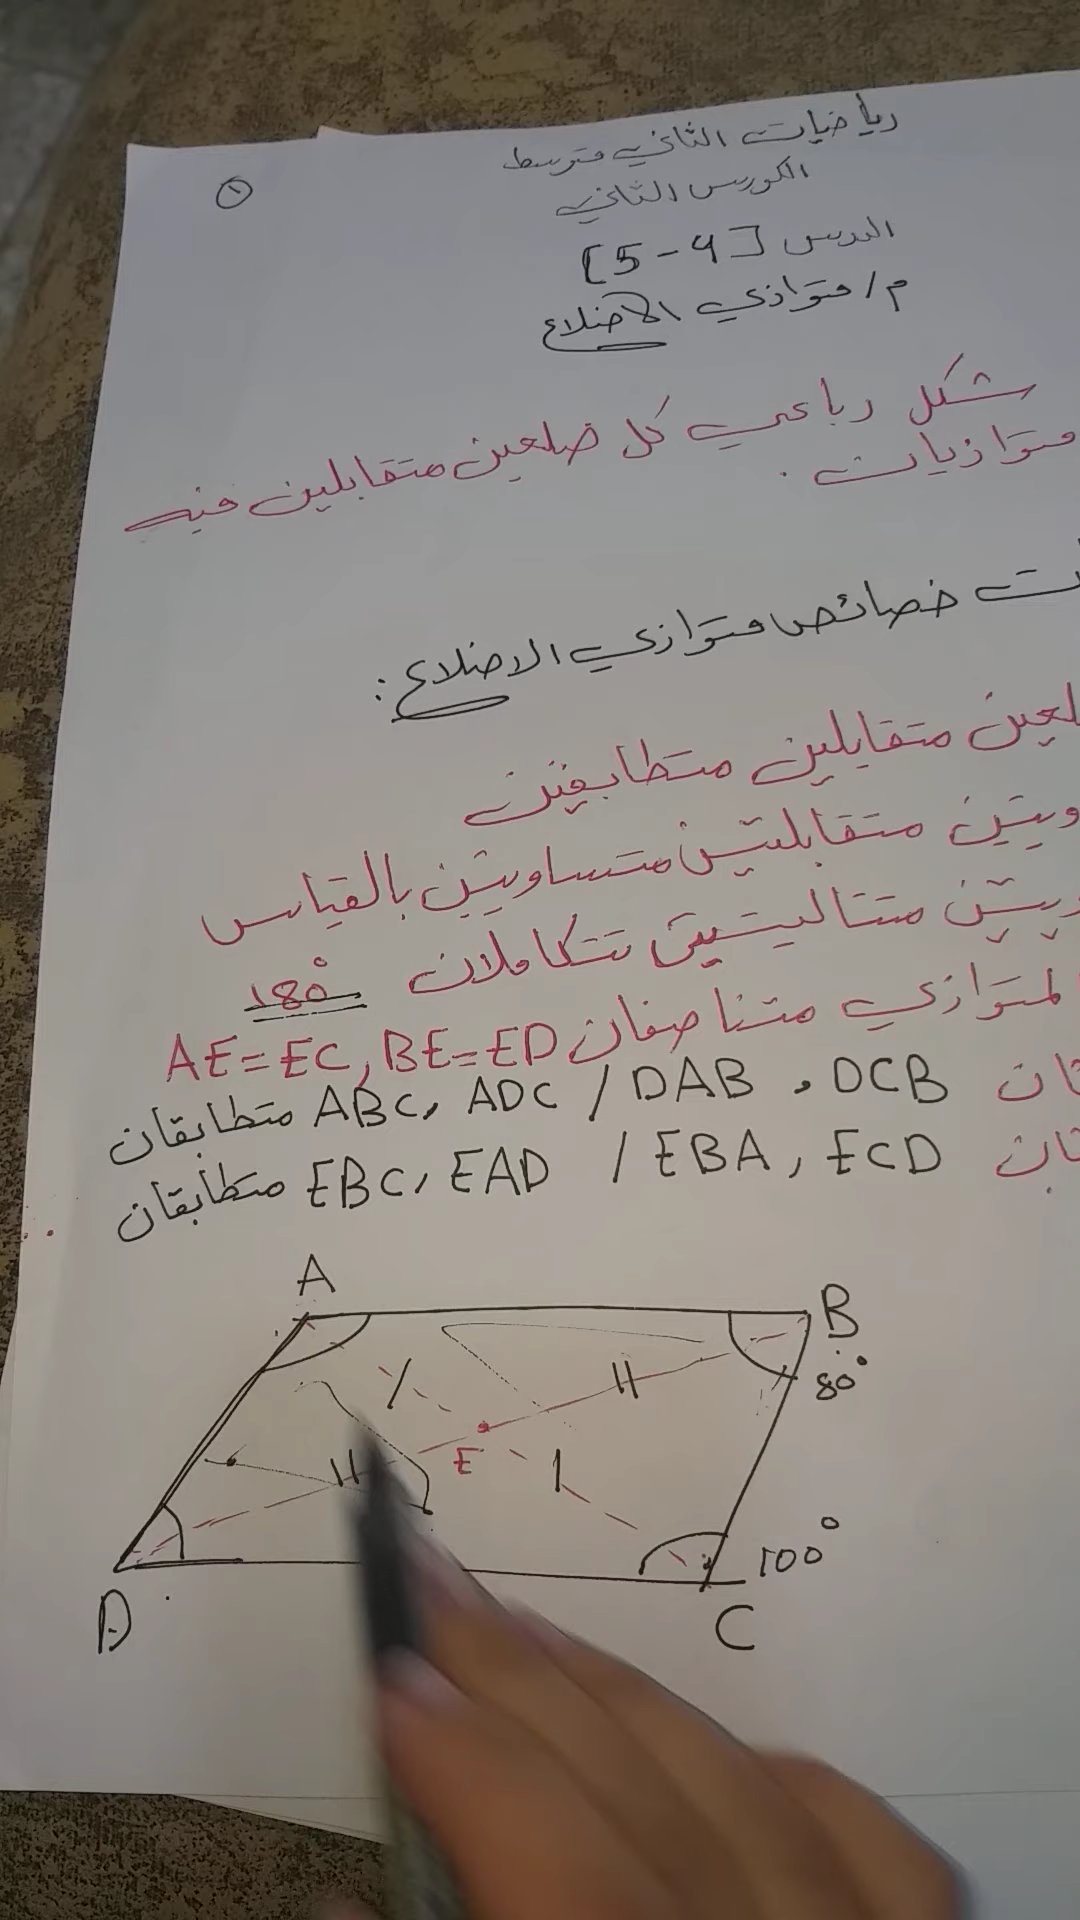 رياضيات الثاني متوسط
١
الكورس الثاني
الدرس [5-4]
م/ متوازي الاضلاع
شكل رباعي كل ضلعين متقابلين فيه
متوازيات .
خصائص متوازي الاضلاع :
متقابلين متطابقين
متقابلتين متساويتين بالقياس
متتاليتين تتكاملان 180°
متناصفان AE=EC, BE=ED
ABC, ADC / DAB , DCB متطابقان
EBC, EAD / EBA, ECD متطابقان
A
B
80°
E
100°
D
C